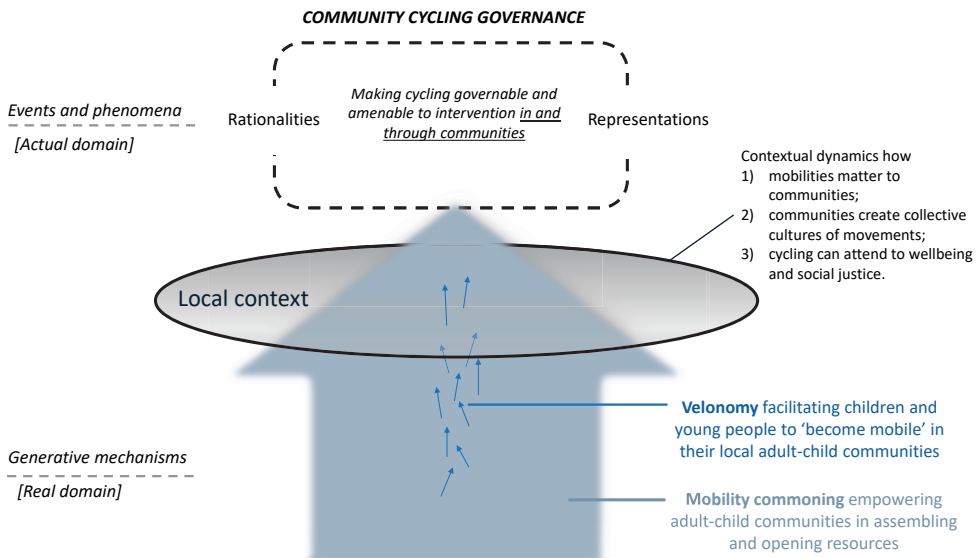 COMMUNITY CYCLING GOVERNANCE
Events and phenomena
[Actual domain]
Rationalities
Making cycling governable and
amenable to intervention in and
through communities
Representations
Contextual dynamics how
1) mobilities matter to
communities;
2) communities create collective
cultures of movements;
3) cycling can attend to wellbeing
and social justice.
Local context
Velonomy facilitating children and
young people to ‘become mobile’ in
their local adult-child communities
Generative mechanisms
[Real domain]
Mobility commoning empowering
adult-child communities in assembling
and opening resources